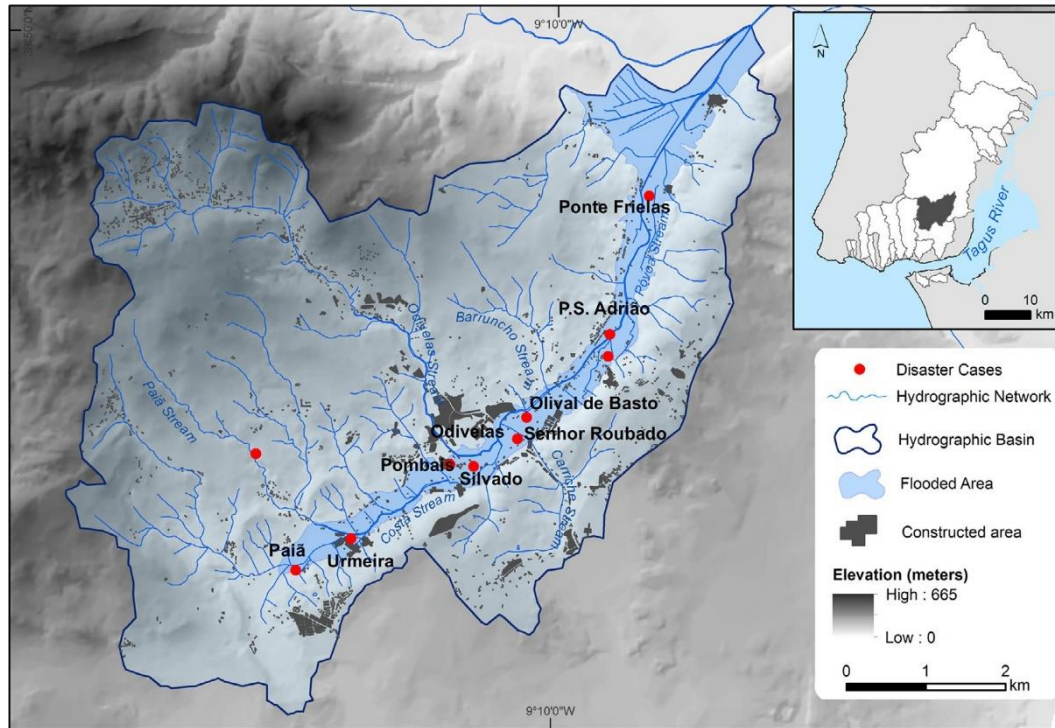 9°10'0"W
N
Tagus River
0 10
km
Ponte Frielas
Póvoa Stream
P.S. Adrião
Barruncho Stream
Odivelas Stream
Olival de Basto
Odivelas
Senhor Roubado
Paiã Stream
Pombais
Silvado
Carriche Stream
Costa Stream
Paiã
Urmeira
Disaster Cases
Hydrographic Network
Hydrographic Basin
Flooded Area
Constructed area
Elevation (meters)
High : 665
Low : 0
0 1 2
km
9°10'0"W